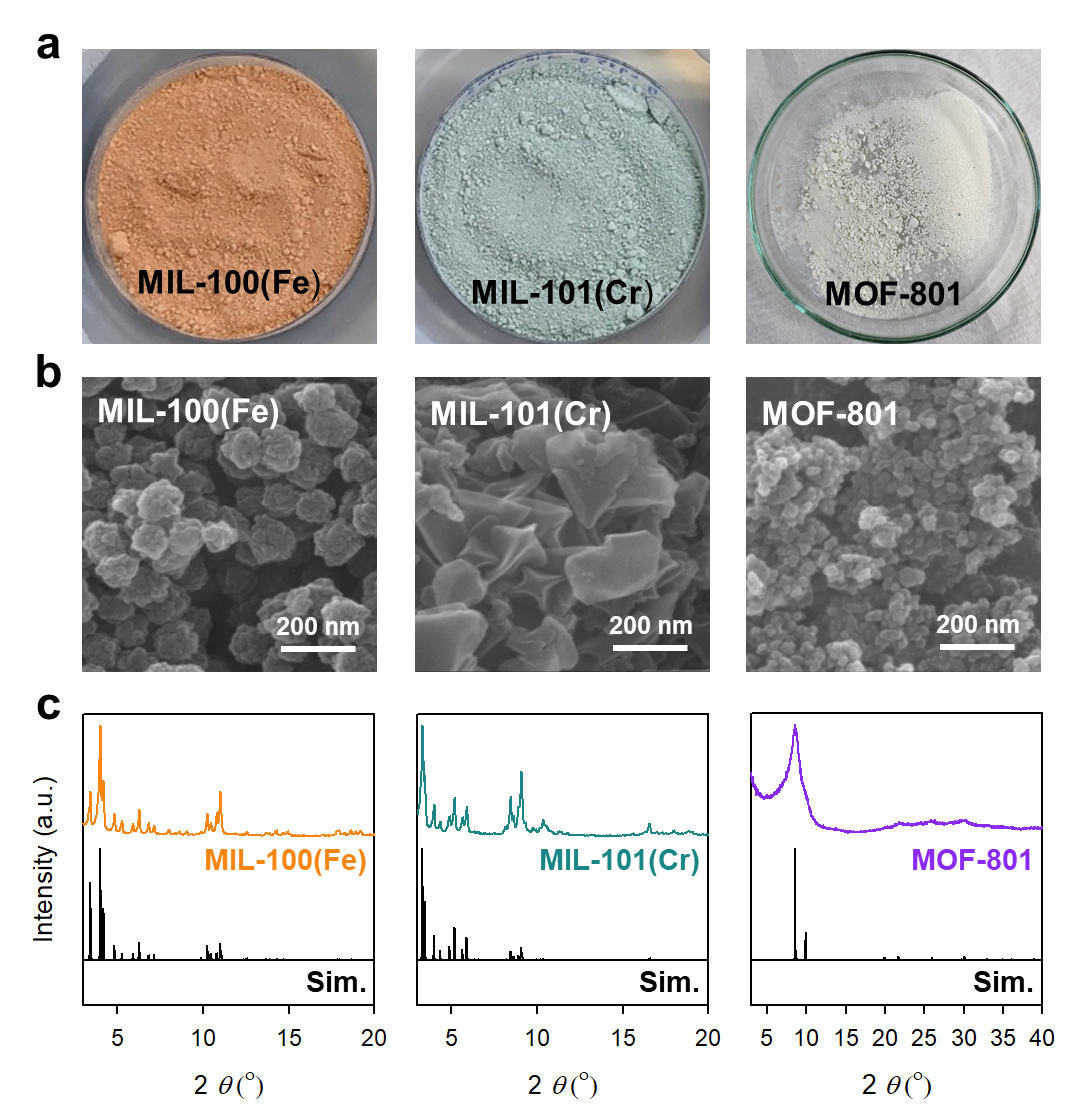 a
MIL-100(Fe)
MIL-101(Cr)
MOF-801
b
MIL-100(Fe)
MIL-101(Cr)
MOF-801
200 nm
200 nm
200 nm
c
Intensity (a.u.)
MIL-100(Fe)
MIL-101(Cr)
MOF-801
Sim.
Sim.
Sim.
5 10 15 20
5 10 15 20
5 10 15 20 25 30 35 40
2 θ (°)
2 θ (°)
2 θ (°)